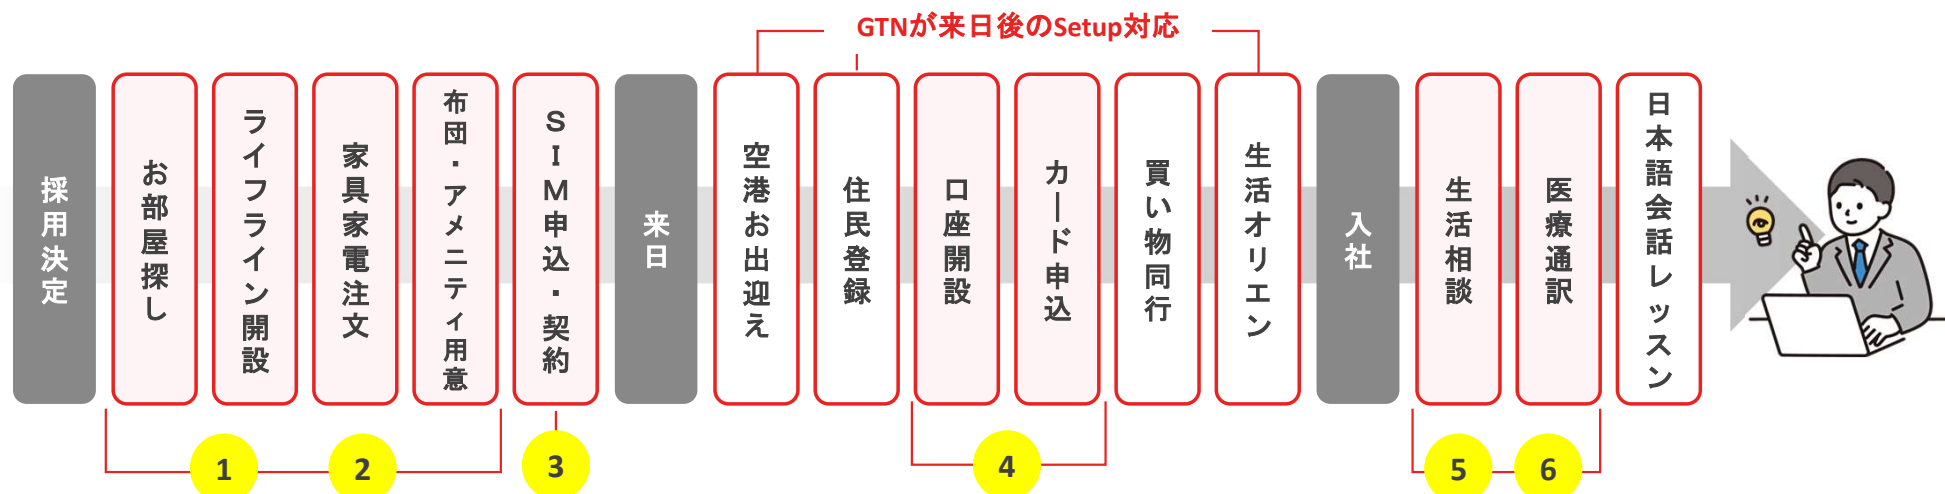 GTNが来日後のSetup対応
採用決定
お部屋探し
ライフライン開設
家具家電注文
布団・アメニティ用意
SIM申込・契約
来日
空港お出迎え
住民登録
口座開設
カード申込
買い物同行
生活オリエン
入社
生活相談
医療通訳
日本語会話レッスン
1
2
3
4
5
6